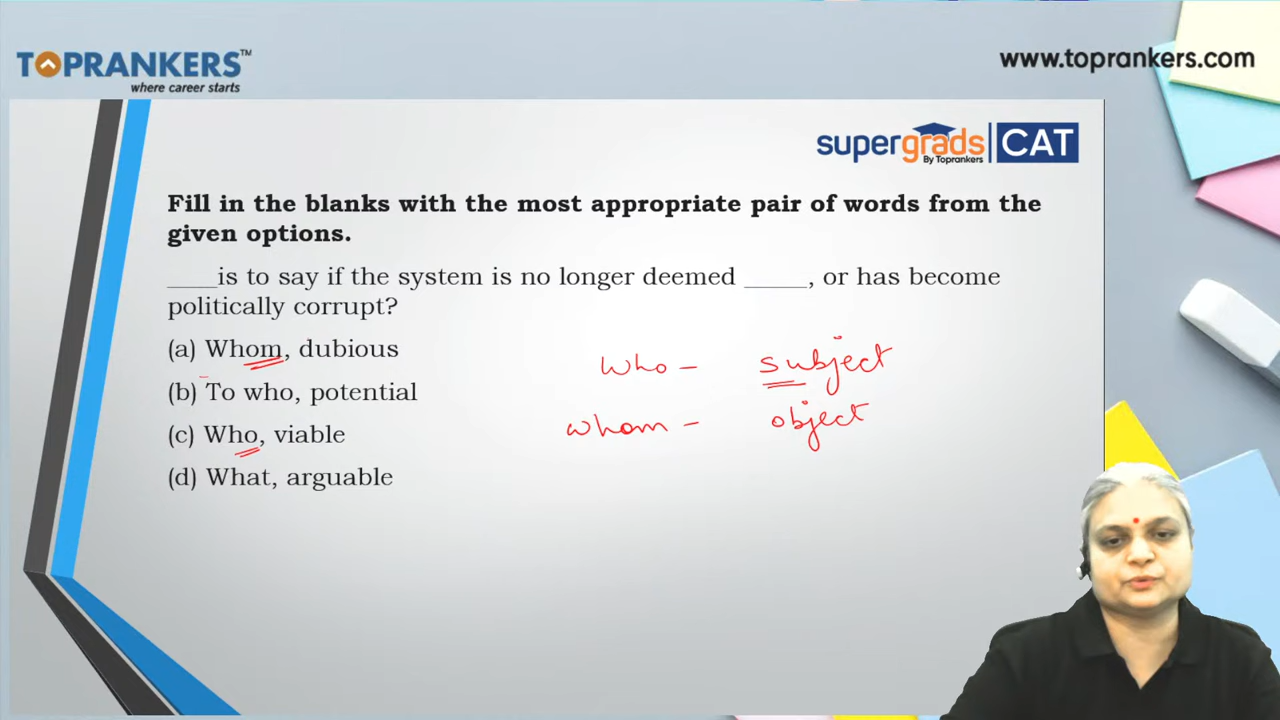 TOPRANKERS™
where career starts
www.toprankers.com
supergrads | CAT
By Toprankers
Fill in the blanks with the most appropriate pair of words from the
given options.
____is to say if the system is no longer deemed _____, or has become
politically corrupt?
(a) Whom, dubious
(b) To who, potential
(c) Who, viable
(d) What, arguable
who – subject
whom – object